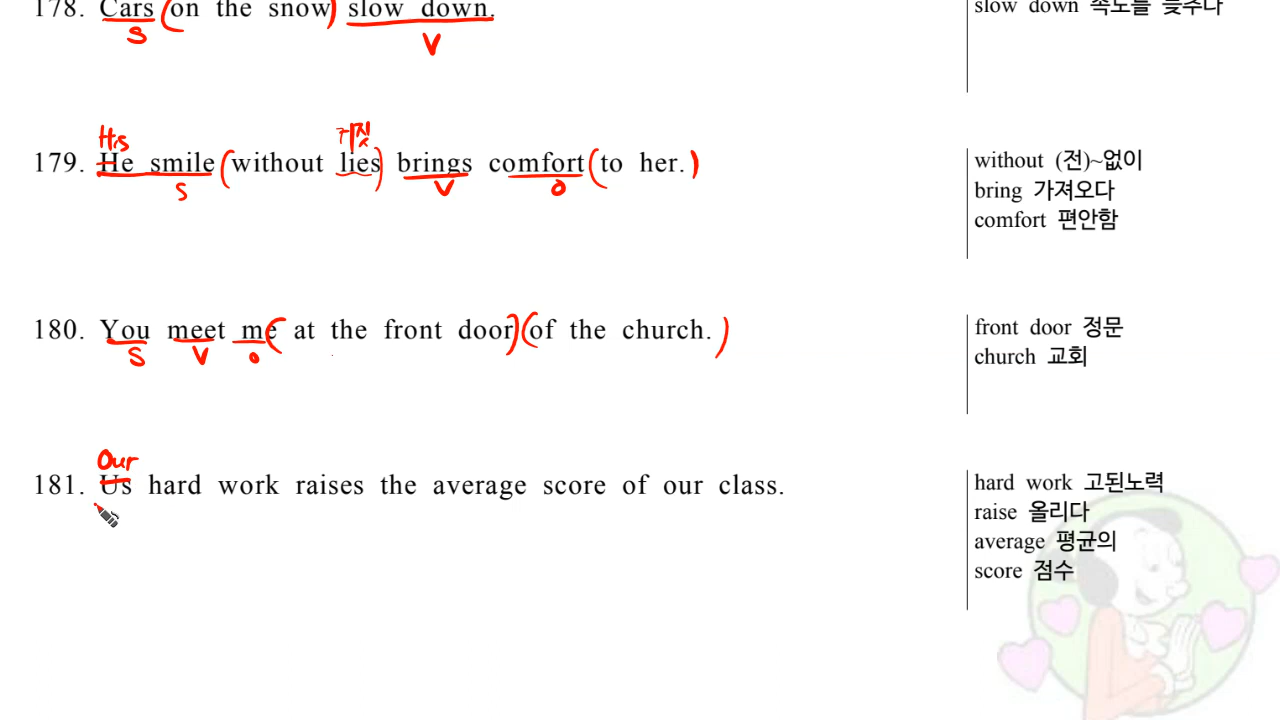 178. Cars (on the snow) slow down.
S
V
slow down 속도를 늦추다
His
거짓
179. He smile (without lies) brings comfort (to her.)
S
V
O
without (전)~없이
bring 가져오다
comfort 편안함
180. You meet me (at the front door) (of the church.)
S
V
O
front door 정문
church 교회
Our
181. Us hard work raises the average score of our class.
hard work 고된노력
raise 올리다
average 평균의
score 점수